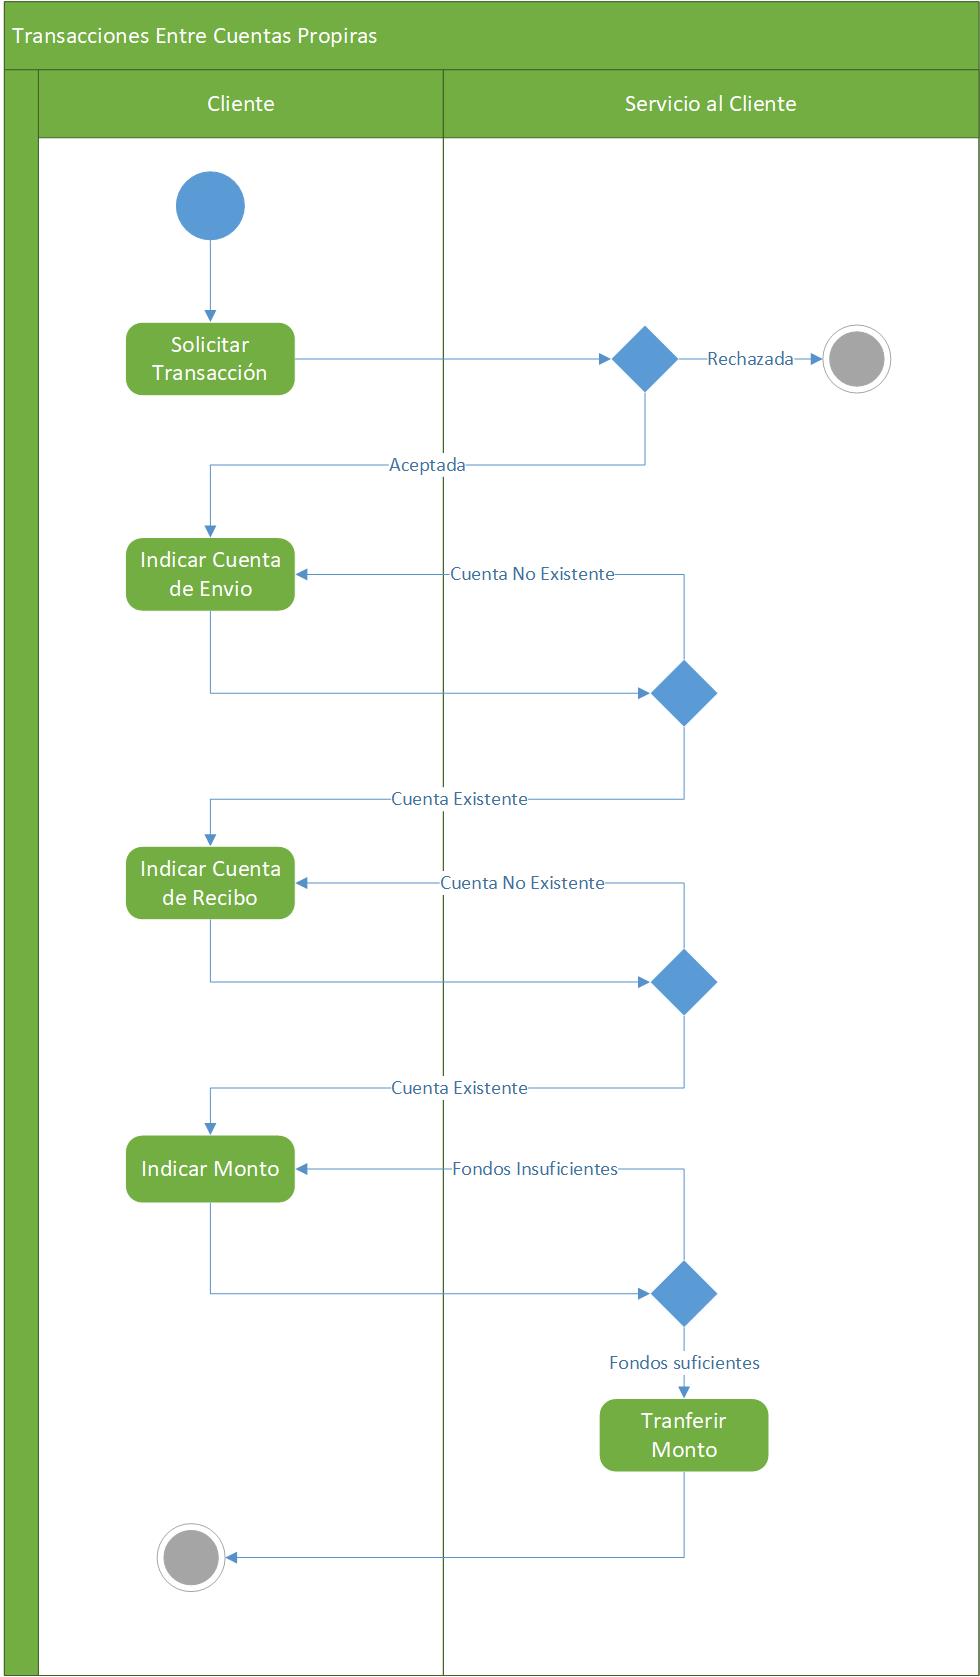 Transacciones Entre Cuentas Propiras
Cliente
Servicio al Cliente
Solicitar
Transacción
Rechazada
Aceptada
Indicar Cuenta
de Envio
Cuenta No Existente
Cuenta Existente
Indicar Cuenta
de Recibo
Cuenta No Existente
Cuenta Existente
Indicar Monto
Fondos Insuficientes
Fondos suficientes
Tranferir
Monto